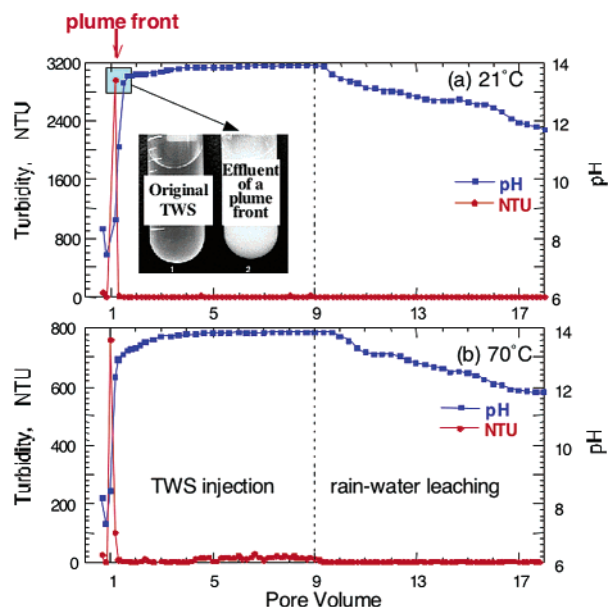 plume front
3200
2400
1600
800
0
Turbidity, NTU
(a) 21°C
14
12
10
8
6
pH
Original
TWS
1
Effluent
of a
plume
front
2
pH
NTU
1
5
9
13
17
800
600
400
200
0
Turbidity, NTU
(b) 70°C
14
12
10
8
6
pH
pH
NTU
TWS injection
rain-water leaching
1
5
9
13
17
Pore Volume